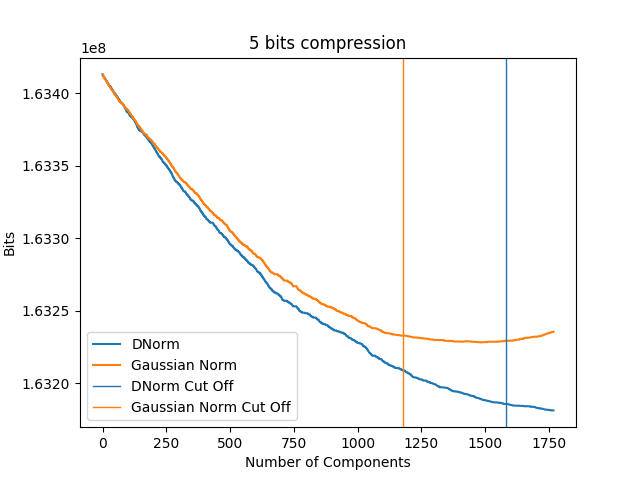 5 bits compression
1e8
1.6340
1.6335
1.6330
1.6325
1.6320
Bits
DNorm
Gaussian Norm
DNorm Cut Off
Gaussian Norm Cut Off
0 250 500 750 1000 1250 1500 1750
Number of Components